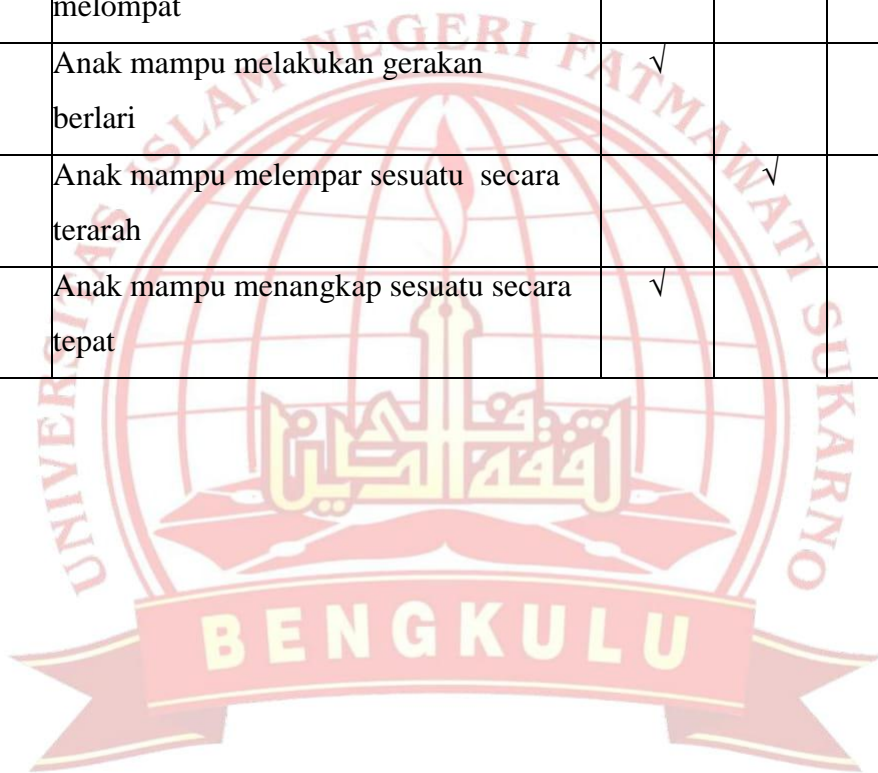 melompat
Anak mampu melakukan gerakan √
berlari
Anak mampu melempar sesuatu secara √
terarah
Anak mampu menangkap sesuatu secara √
tepat
UNIVERSITAS ISLAM NEGERI FATMAWATI SUKARNO
BENGKULU